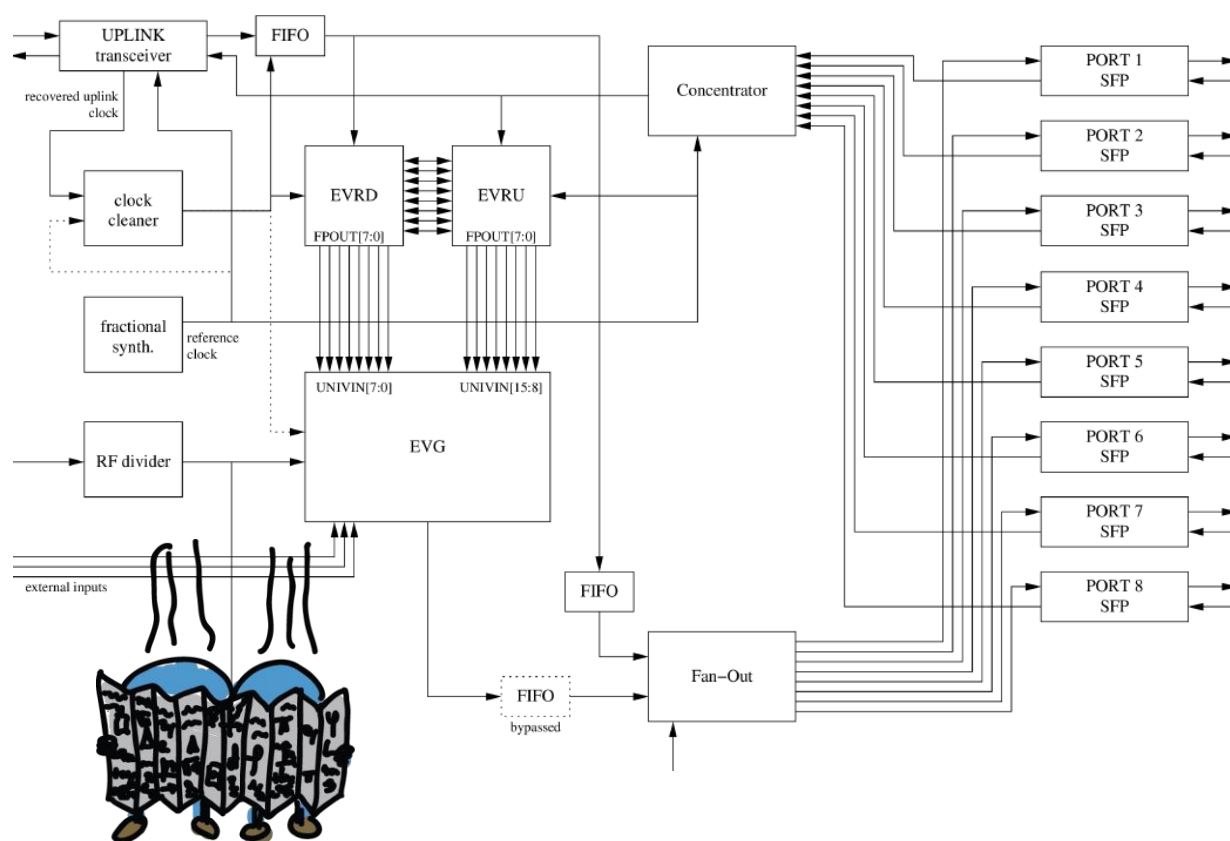 UPLINK
transceiver
FIFO
recovered uplink
clock
clock
cleaner
fractional
synth.
reference
clock
RF divider
external inputs
EVRD
FPOUT[7:0]
EVRU
FPOUT[7:0]
UNIVIN[7:0]
UNIVIN[15:8]
EVG
FIFO
FIFO
bypassed
Concentrator
Fan-Out
PORT 1
SFP
PORT 2
SFP
PORT 3
SFP
PORT 4
SFP
PORT 5
SFP
PORT 6
SFP
PORT 7
SFP
PORT 8
SFP